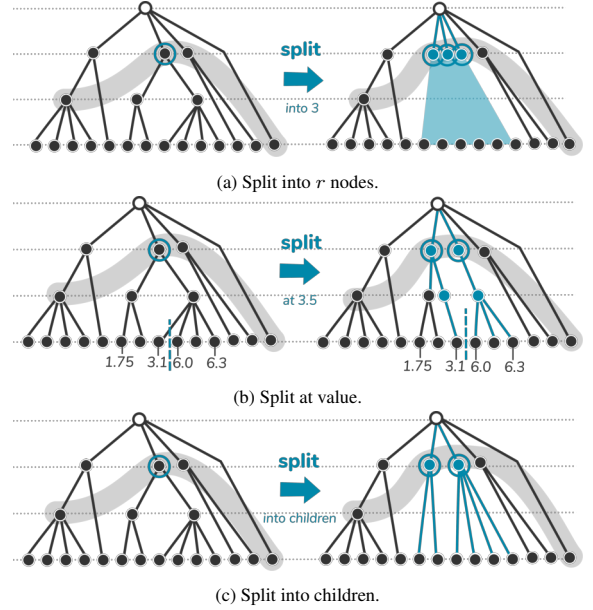 split
into 3
(a) Split into r nodes.
split
at 3.5
1.75 3.1 6.0 6.3 1.75 3.1 6.0 6.3
(b) Split at value.
split
into children
(c) Split into children.